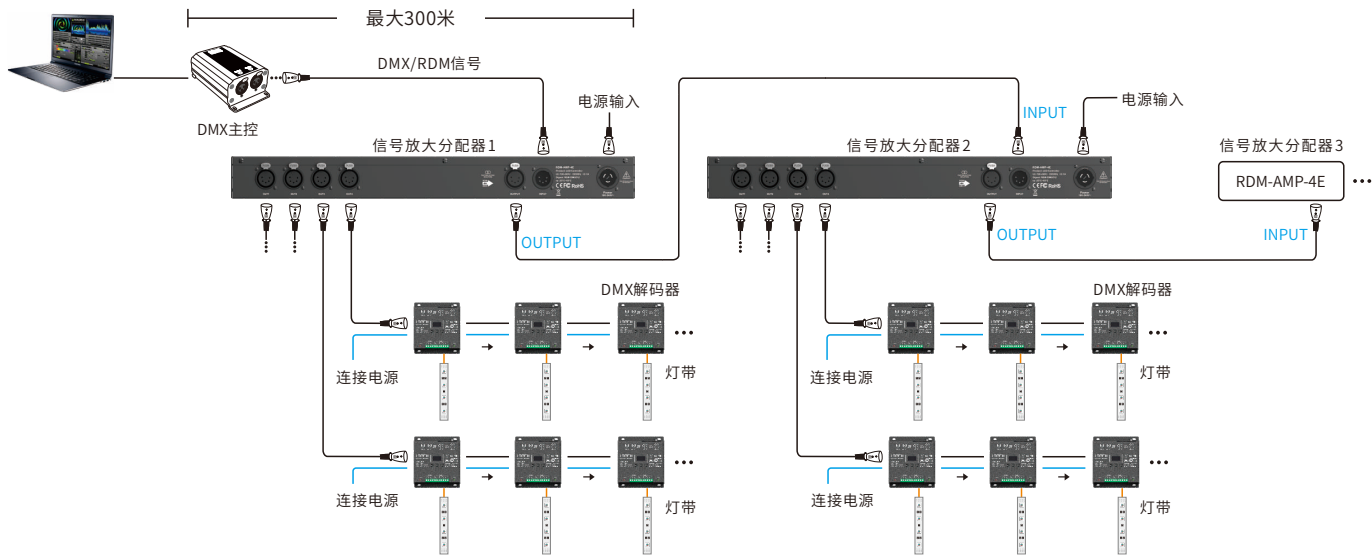 最大300米
DMX/RDM信号
DMX主控
电源输入
INPUT
电源输入
信号放大分配器1
信号放大分配器2
信号放大分配器3
RDM-AMP-4E
OUTPUT
OUTPUT
INPUT
DMX解码器
DMX解码器
连接电源
灯带
连接电源
灯带
连接电源
灯带
连接电源
灯带